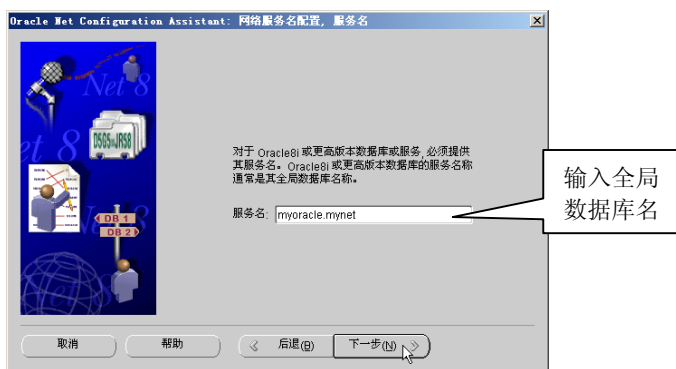 Oracle Net Configuration Assistant: 网络服务名配置, 服务名
Net 8
DSG5-JRS8
et 8
DB 1
DB 2
对于 Oracle8i 或更高版本数据库或服务, 必须提供
其服务名。Oracle8i 或更高版本数据库的服务名称
通常是其全局数据库名称。
服务名: myoracle.mynet
输入全局
数据库名
取消 帮助 后退(B) 下一步(N)